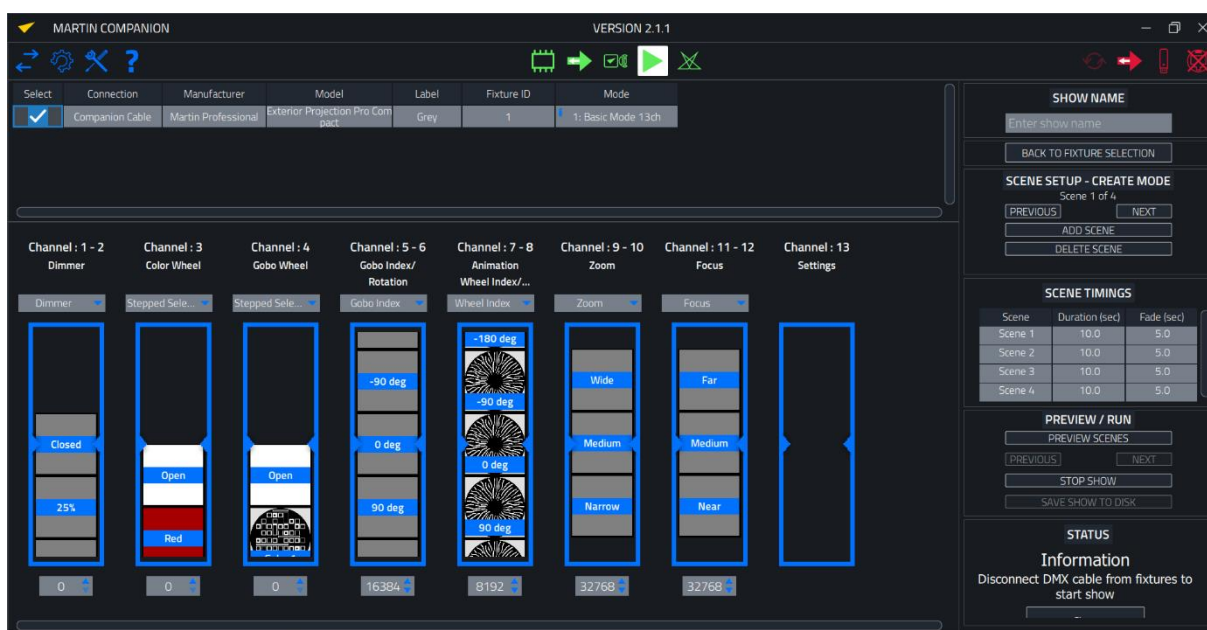 MARTIN COMPANION
VERSION 2.1.1
?
Select Connection Manufacturer Model Label Fixture ID Mode
Companion Cable Martin Professional Exterior Projection Pro Com
pact Grey 1 1: Basic Mode 13ch
Channel : 1 - 2 Channel : 3 Channel : 4 Channel : 5 - 6 Channel : 7 - 8 Channel : 9 - 10 Channel : 11 - 12 Channel : 13
Dimmer Color Wheel Gobo Wheel Gobo Index/ Animation Zoom Focus Settings
Rotation Wheel Index/...
Dimmer Stepped Sele... Stepped Sele... Gobo Index Wheel Index Zoom Focus
-180 deg
-90 deg Wide Far
-90 deg
Closed 0 deg Medium Medium
0 deg
Open Open
25% 90 deg Narrow Near
90 deg
Red
0 0 0 16384 8192 32768 32768
SHOW NAME
Enter show name
BACK TO FIXTURE SELECTION
SCENE SETUP - CREATE MODE
Scene 1 of 4
PREVIOUS NEXT
ADD SCENE
DELETE SCENE
SCENE TIMINGS
Scene Duration (sec) Fade (sec)
Scene 1 10.0 5.0
Scene 2 10.0 5.0
Scene 3 10.0 5.0
Scene 4 10.0 5.0
PREVIEW / RUN
PREVIEW SCENES
PREVIOUS NEXT
STOP SHOW
SAVE SHOW TO DISK
STATUS
Information
Disconnect DMX cable from fixtures to
start show